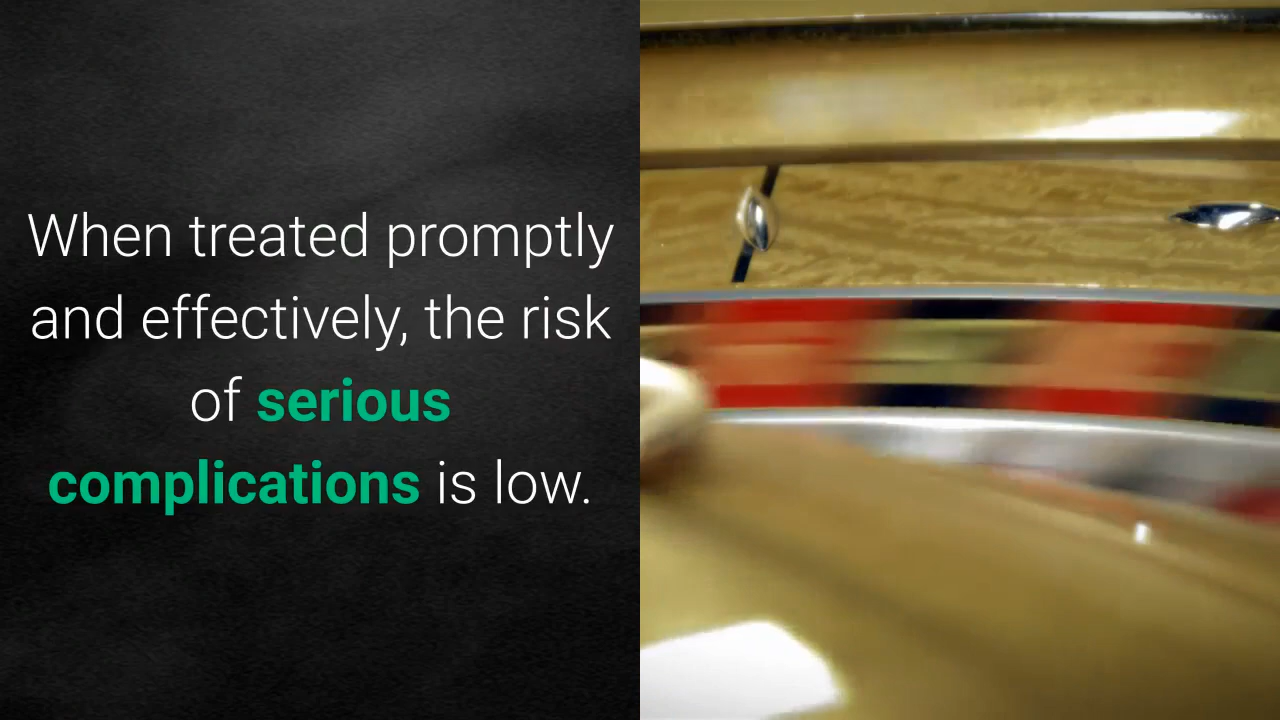 When treated promptly
and effectively, the risk
of serious
complications is low.